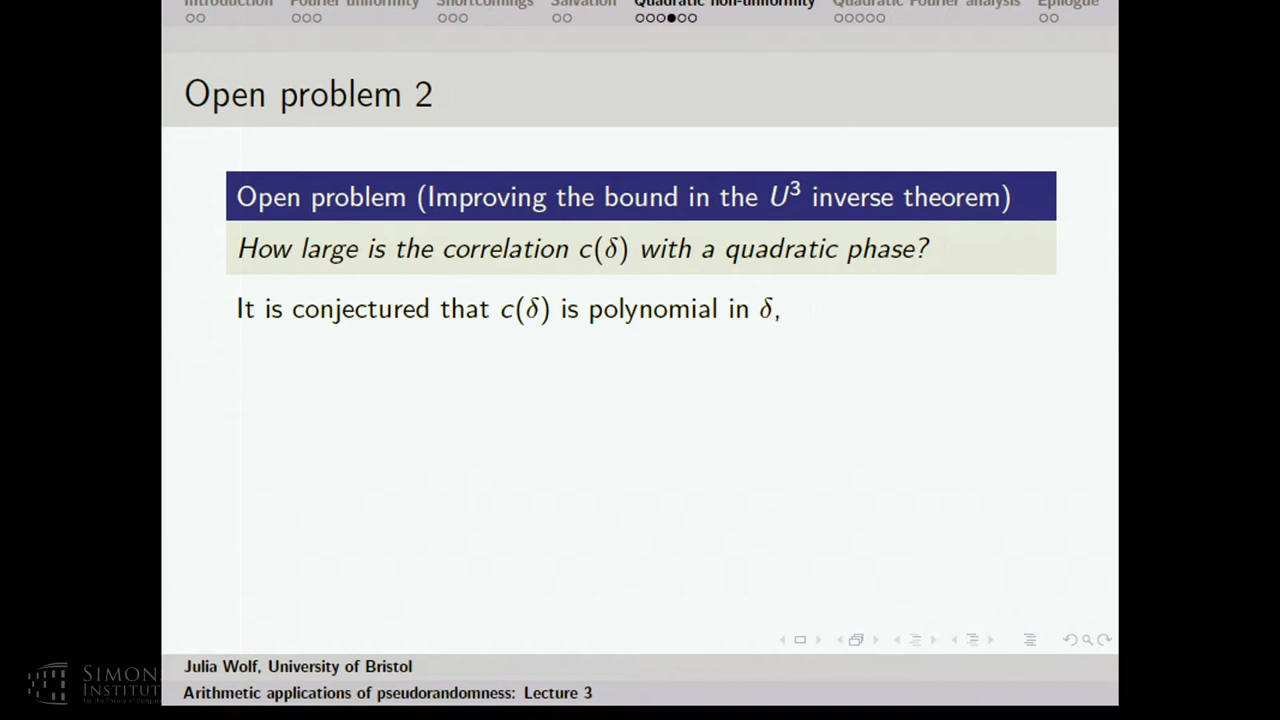 Introduction Fourier uniformity Shortcomings Salvation Quadratic non-uniformity Quadratic Fourier analysis Epilogue
Open problem 2
Open problem (Improving the bound in the U³ inverse theorem)
How large is the correlation c(δ) with a quadratic phase?
It is conjectured that c(δ) is polynomial in δ,
Julia Wolf, University of Bristol
Arithmetic applications of pseudorandomness: Lecture 3
SIMON
INSTITU